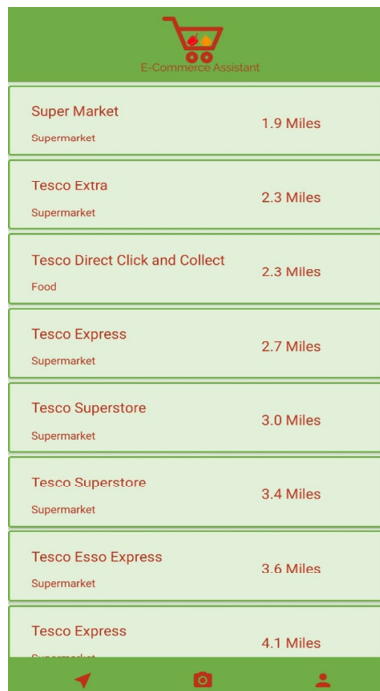 E-Commerce Assistant
Super Market
1.9 Miles
Supermarket
Tesco Extra
2.3 Miles
Supermarket
Tesco Direct Click and Collect
2.3 Miles
Food
Tesco Express
2.7 Miles
Supermarket
Tesco Superstore
3.0 Miles
Supermarket
Tesco Superstore
3.4 Miles
Supermarket
Tesco Esso Express
3.6 Miles
Supermarket
Tesco Express
4.1 Miles
Supermarket